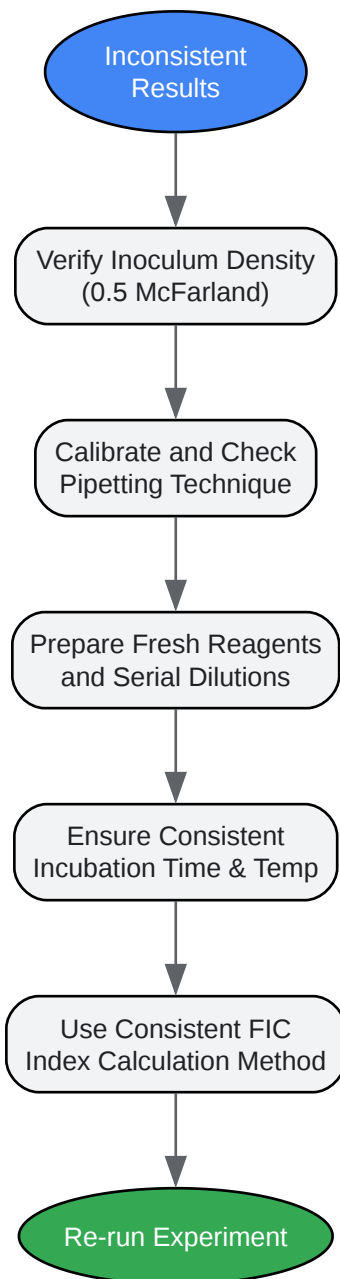 Inconsistent
Results
Verify Inoculum Density
(0.5 McFarland)
Calibrate and Check
Pipetting Technique
Prepare Fresh Reagents
and Serial Dilutions
Ensure Consistent
Incubation Time & Temp
Use Consistent FIC
Index Calculation Method
Re-run Experiment